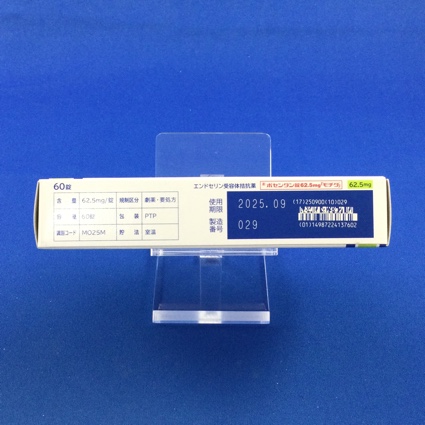 60錠
含量 62.5mg/錠 規制区分 劇薬・要処方
60錠 包装 PTP
識別コード MO25M 貯法 室温
エンドセリン受容体拮抗薬
ボセンタン錠62.5mg「モチダ」 62.5mg
使用期限 2025.09
製造番号 029
(17)250900(10)029
(01)14987224137602